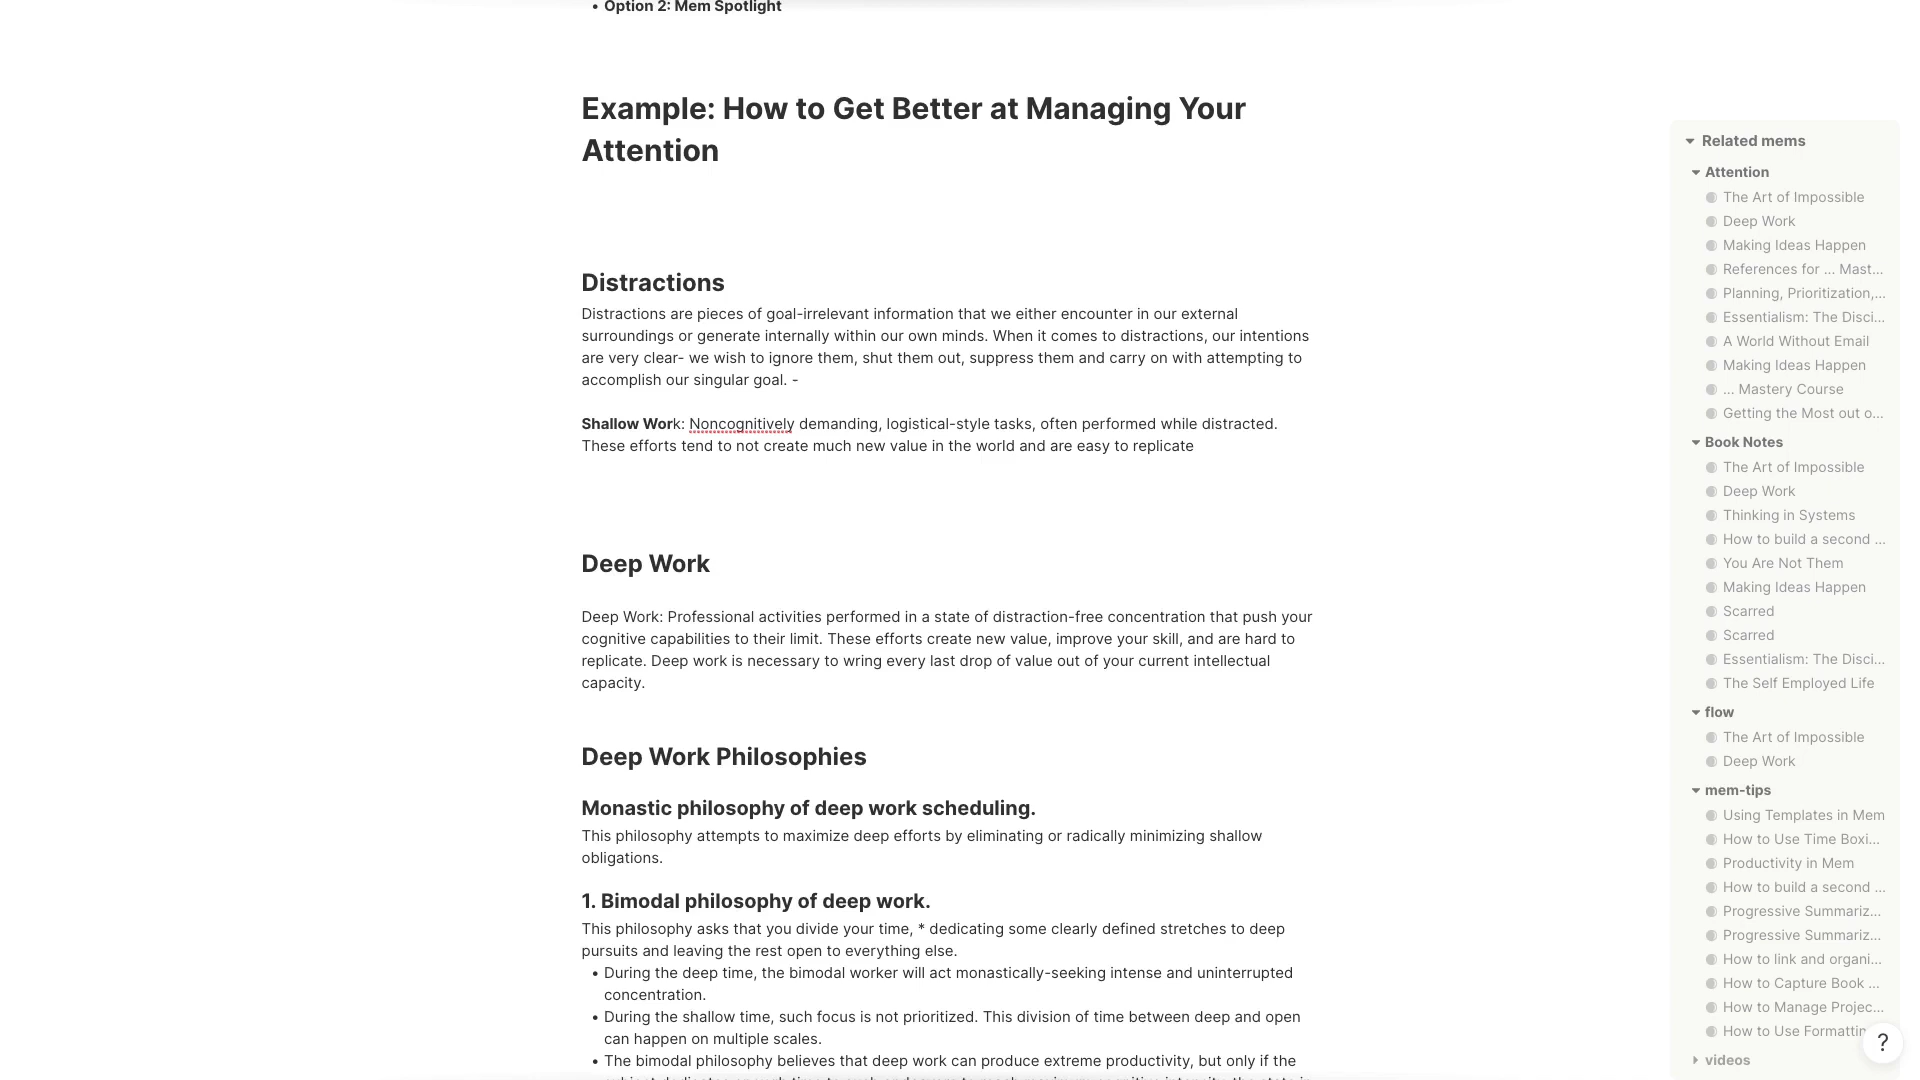 • Option 2: Mem Spotlight
Example: How to Get Better at Managing Your
Attention
Distractions
Distractions are pieces of goal-irrelevant information that we either encounter in our external
surroundings or generate internally within our own minds. When it comes to distractions, our intentions
are very clear- we wish to ignore them, shut them out, suppress them and carry on with attempting to
accomplish our singular goal. -
Shallow Work: Noncognitively demanding, logistical-style tasks, often performed while distracted.
These efforts tend to not create much new value in the world and are easy to replicate
Deep Work
Deep Work: Professional activities performed in a state of distraction-free concentration that push your
cognitive capabilities to their limit. These efforts create new value, improve your skill, and are hard to
replicate. Deep work is necessary to wring every last drop of value out of your current intellectual
capacity.
Deep Work Philosophies
Monastic philosophy of deep work scheduling.
This philosophy attempts to maximize deep efforts by eliminating or radically minimizing shallow
obligations.
1. Bimodal philosophy of deep work.
This philosophy asks that you divide your time, * dedicating some clearly defined stretches to deep
pursuits and leaving the rest open to everything else.
• During the deep time, the bimodal worker will act monastically-seeking intense and uninterrupted
concentration.
• During the shallow time, such focus is not prioritized. This division of time between deep and open
can happen on multiple scales.
• The bimodal philosophy believes that deep work can produce extreme productivity, but only if the
Related mems
Attention
The Art of Impossible
Deep Work
Making Ideas Happen
References for ... Mast...
Planning, Prioritization,...
Essentialism: The Disci...
A World Without Email
Making Ideas Happen
... Mastery Course
Getting the Most out o...
Book Notes
The Art of Impossible
Deep Work
Thinking in Systems
How to build a second ...
You Are Not Them
Making Ideas Happen
Scarred
Scarred
Essentialism: The Disci...
The Self Employed Life
flow
The Art of Impossible
Deep Work
mem-tips
Using Templates in Mem
How to Use Time Boxi...
Productivity in Mem
How to build a second ...
Progressive Summariz...
Progressive Summariz...
How to link and organi...
How to Capture Book ...
How to Manage Projec...
How to Use Formattin
?
videos